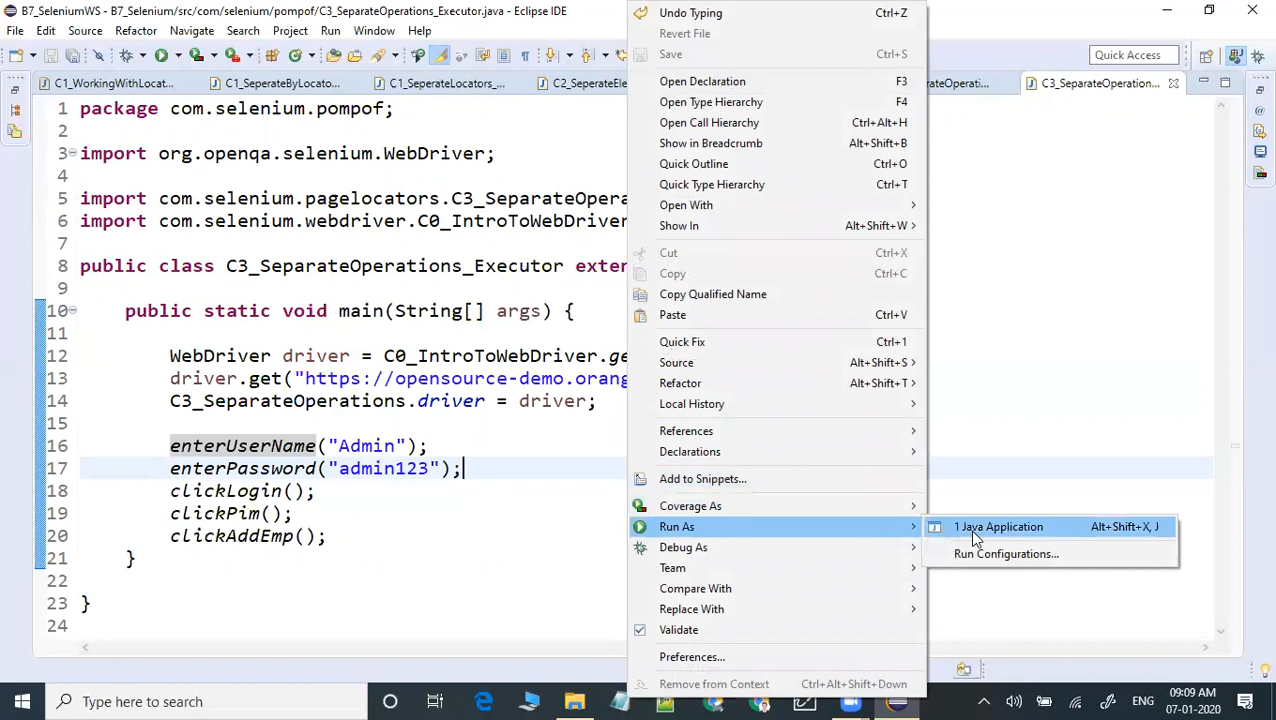 B7_SeleniumWS - B7_Selenium/src/com/selenium/pompof/C3_SeparateOperations_Executor.java - Eclipse IDE
File Edit Source Refactor Navigate Search Project Run Window Help
Quick Access
C1_WorkingWithLocat...
C1_SeperateByLocato...
C1_SeperateLocators_...
C2_SeperateEle
arateOperati...
C3_SeparateOperation...
1 package com.selenium.pompof;
2
3 import org.openqa.selenium.WebDriver;
4
5 import com.selenium.pagelocators.C3_Separate
6 import com.selenium.webdriver.C0_IntroToWebDriver
7
8 public class C3_SeparateOperations_Executor exter
9
10 public static void main(String[] args) {
11
12 WebDriver driver = C0_IntroToWebDriver.ge
13 driver.get("https://opensource-demo.orang
14 C3_SeparateOperations.driver = driver;
15
16 enterUserName("Admin");
17 enterPassword("admin123");
18 clickLogin();
19 clickPim();
20 clickAddEmp();
21 }
22
23 }
24
Undo Typing Ctrl+Z
Revert File
Save Ctrl+S
Open Declaration F3
Open Type Hierarchy F4
Open Call Hierarchy Ctrl+Alt+H
Show in Breadcrumb Alt+Shift+B
Quick Outline Ctrl+O
Quick Type Hierarchy Ctrl+T
Open With
Show In Alt+Shift+W
Cut Ctrl+X
Copy Ctrl+C
Copy Qualified Name
Paste Ctrl+V
Quick Fix Ctrl+1
Source Alt+Shift+S
Refactor Alt+Shift+T
Local History
References
Declarations
Add to Snippets...
Coverage As
Run As
Debug As
Team
Compare With
Replace With
Validate
Preferences...
Remove from Context Ctrl+Alt+Shift+Down
1 Java Application Alt+Shift+X, J
Run Configurations...
Type here to search
ENG
09:09 AM
07-01-2020